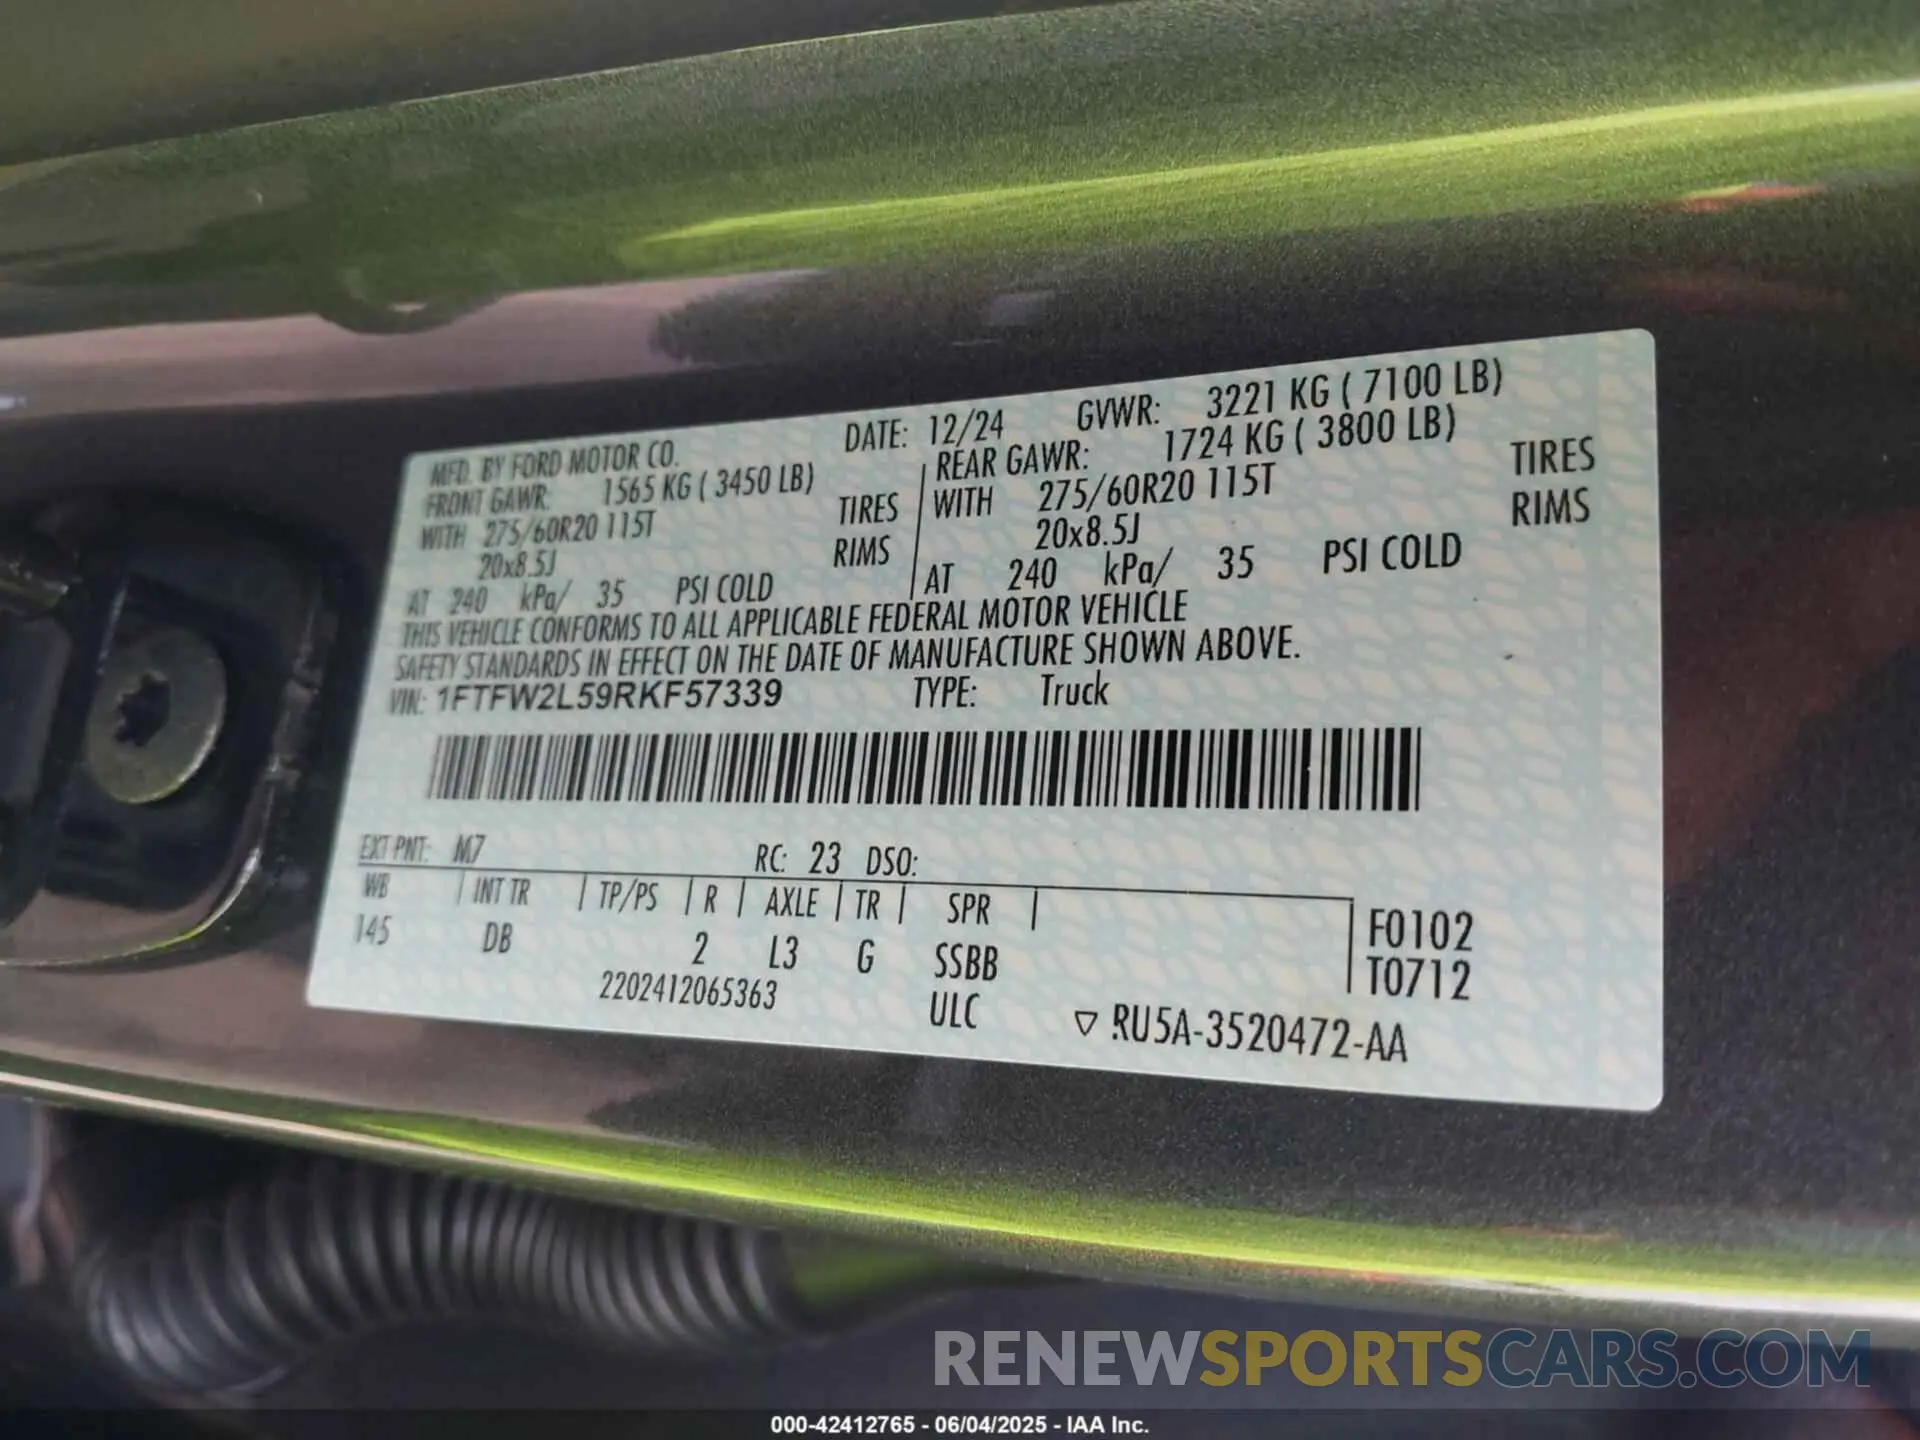 MFD. BY FORD MOTOR CO. DATE: 12/24 GVWR: 3221 KG ( 7100 LB)
FRONT GAWR: 1565 KG ( 3450 LB) REAR GAWR: 1724 KG ( 3800 LB)
WITH 275/60R20 115T TIRES WITH 275/60R20 115T TIRES
20x8.5J RIMS 20x8.5J RIMS
AT 240 kPa/ 35 PSI COLD AT 240 kPa/ 35 PSI COLD
THIS VEHICLE CONFORMS TO ALL APPLICABLE FEDERAL MOTOR VEHICLE
SAFETY STANDARDS IN EFFECT ON THE DATE OF MANUFACTURE SHOWN ABOVE.
VIN: 1FTFW2L59RKF57339 TYPE: Truck
EXT PNT: M7 RC: 23 DSO:
WB INT TR TP/PS R AXLE TR SPR F0102
145 DB 2 L3 G SSBB T0712
2202412065363 ULC ▽ RU5A-3520472-AA
RENEWSPORTSCARS.COM
000-42412765 - 06/04/2025 - IAA Inc.